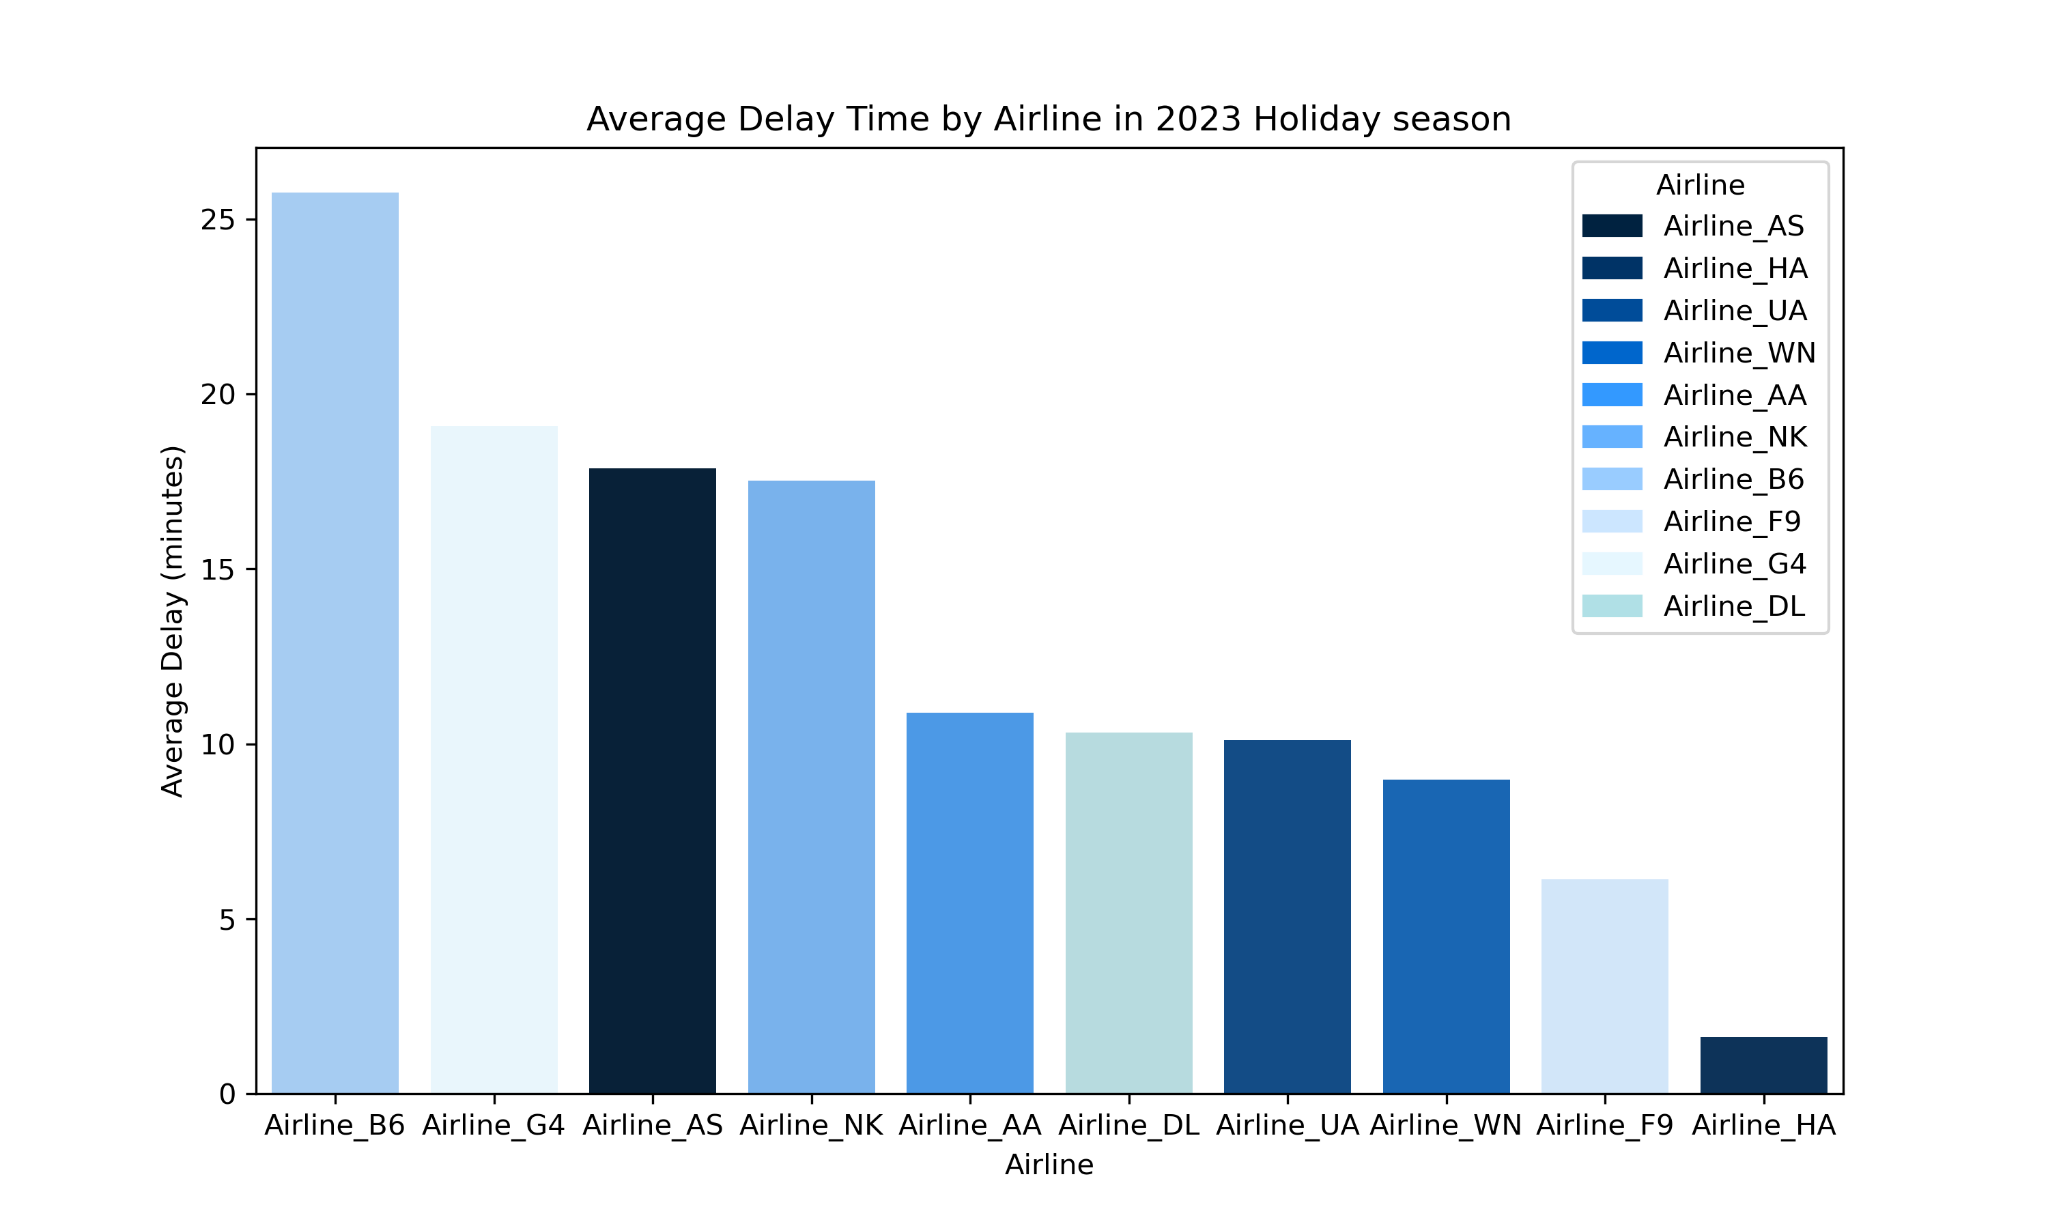 Average Delay Time by Airline in 2023 Holiday season
Airline
Airline_AS
Airline_HA
Airline_UA
Airline_WN
Airline_AA
Airline_NK
Airline_B6
Airline_F9
Airline_G4
Airline_DL
Average Delay (minutes)
25
20
15
10
5
0
Airline_B6 Airline_G4 Airline_AS Airline_NK Airline_AA Airline_DL Airline_UA Airline_WN Airline_F9 Airline_HA
Airline